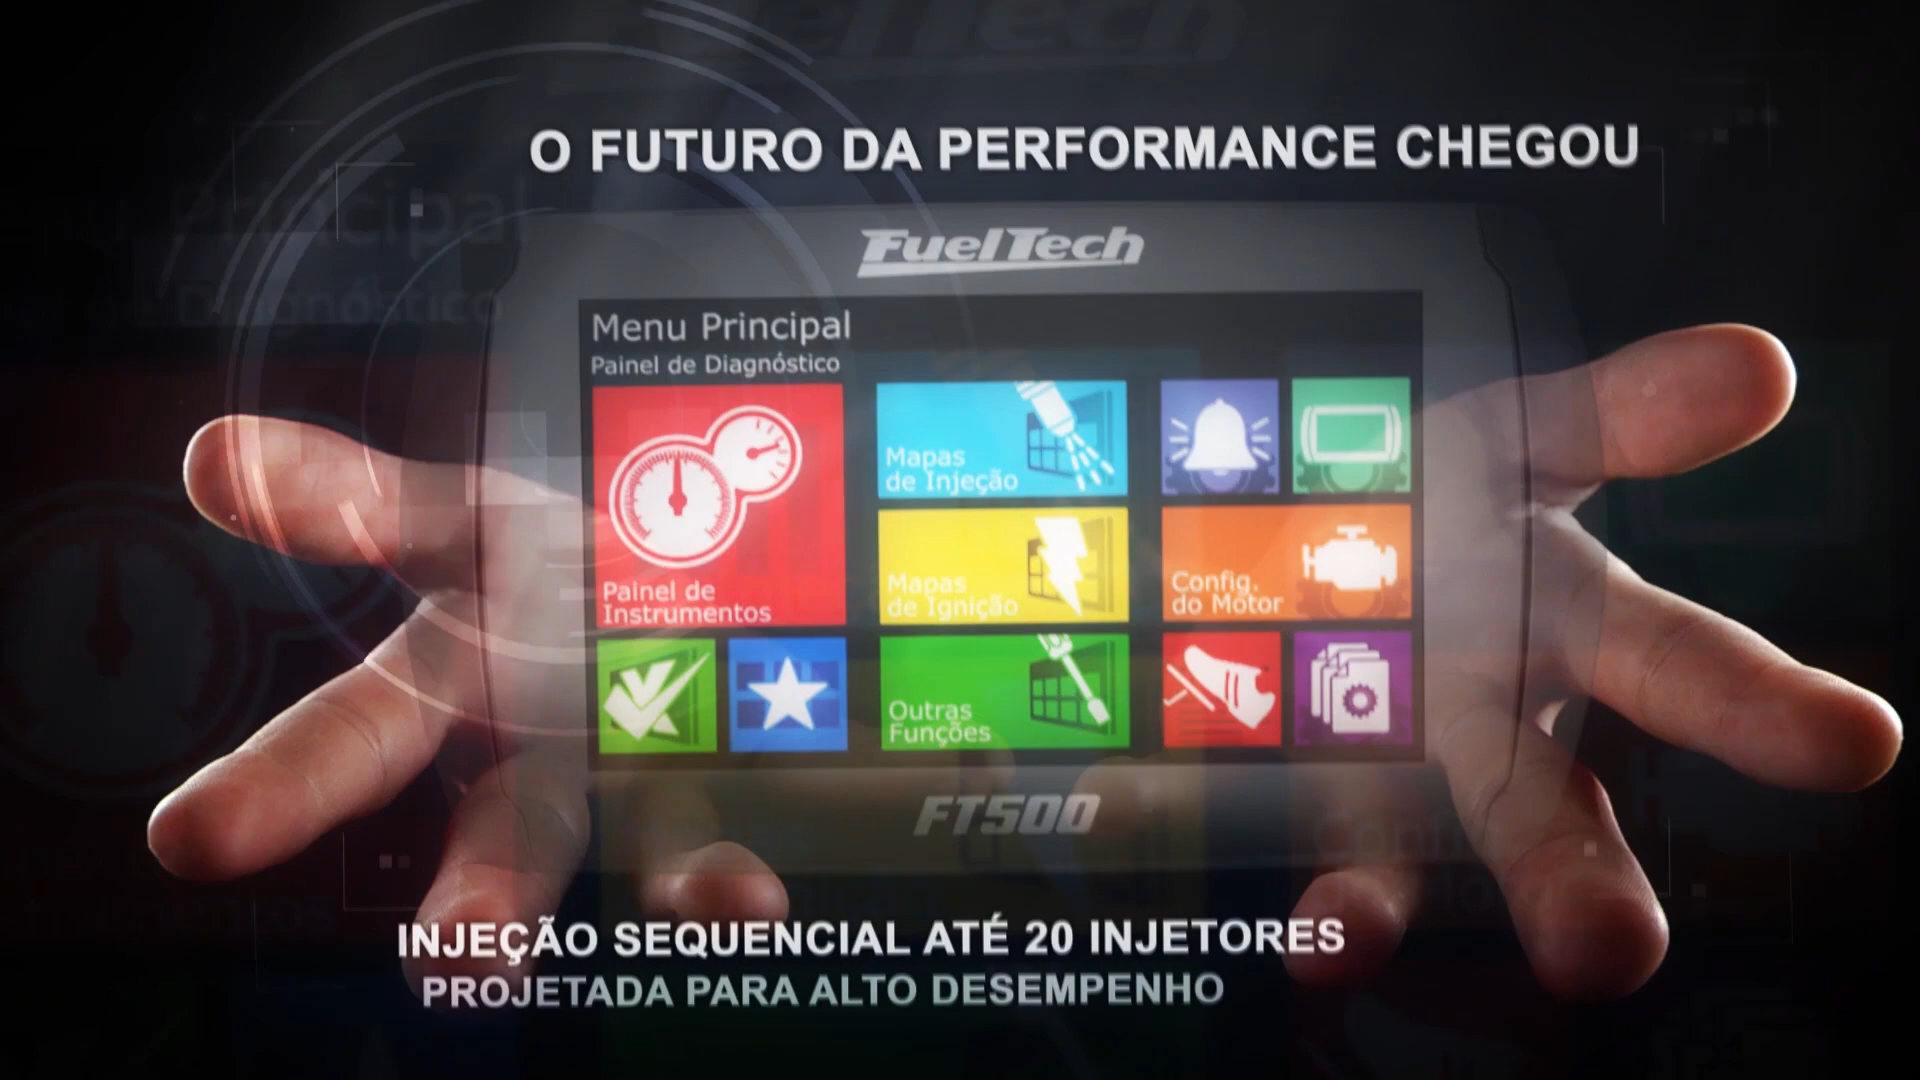 O FUTURO DA PERFORMANCE CHEGOU
FuelTech
Menu Principal
Painel de Diagnóstico
Painel de
Instrumentos
Mapas
de Injeção
Mapas
de Ignição
Outras
Funções
Config.
do Motor
FT500
INJEÇÃO SEQUENCIAL ATÉ 20 INJETORES
PROJETADA PARA ALTO DESEMPENHO